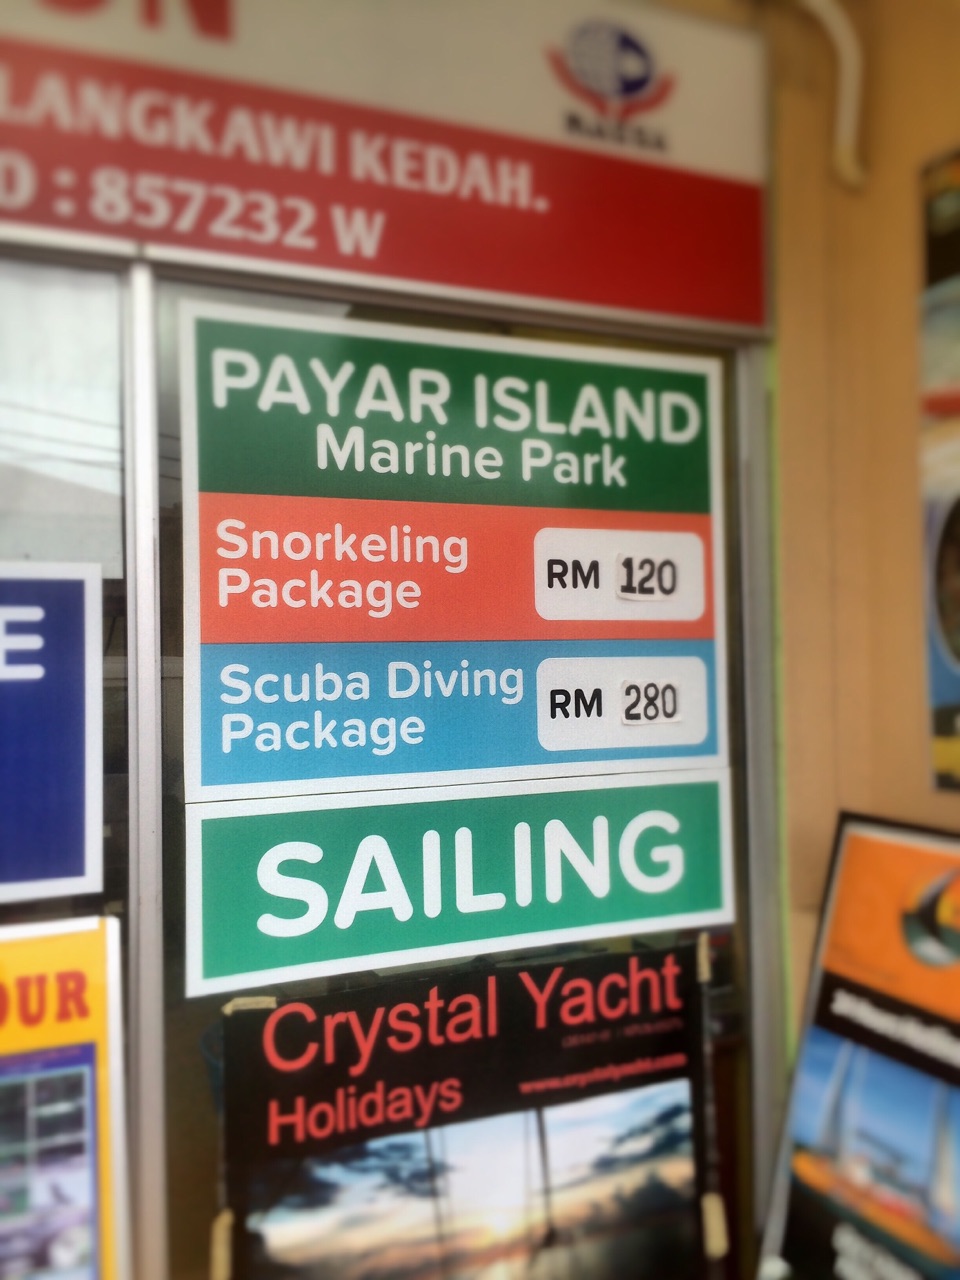 LANGKAWI KEDAH.
: 857232 W
PAYAR ISLAND
Marine Park
Snorkeling
Package
RM 120
Scuba Diving
Package
RM 280
SAILING
Crystal Yacht
Holidays